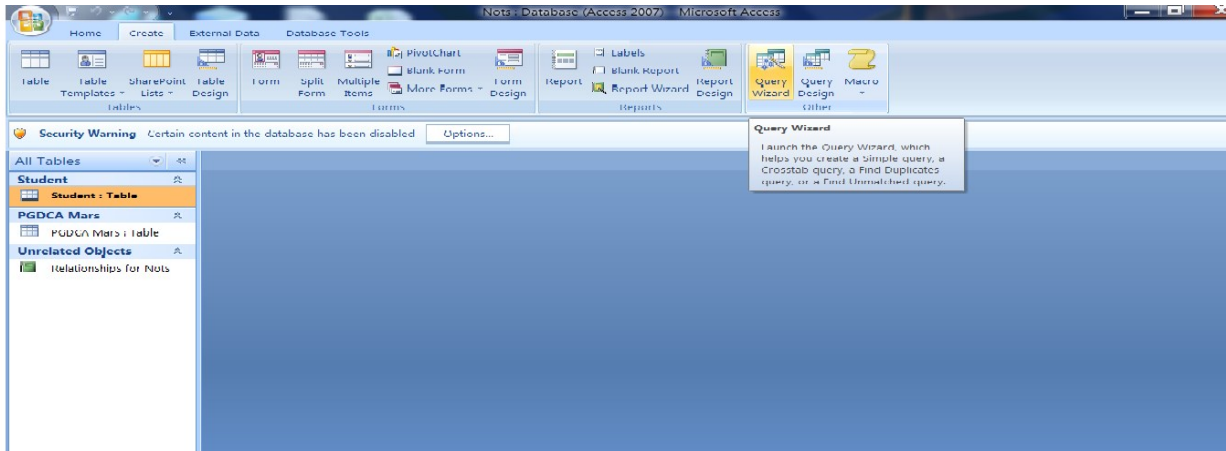 Nots : Database (Access 2007) Microsoft Access
Home Create External Data Database Tools
Table
Table Templates
SharePoint Lists
Table Design
Tables
Form
Split Form
Multiple Items
PivotChart
Blank Form
More Forms
Form Design
Forms
Report
Labels
Blank Report
Report Wizard
Report Design
Reports
Query Wizard
Query Design
Macro
Other
Security Warning Certain content in the database has been disabled Options...
Query Wizard
Launch the Query Wizard, which
helps you create a Simple query, a
Crosstab query, a Find Duplicates
query, or a Find Unmatched query.
All Tables
Student
Student : Table
PGDCA Mars
PGDCA Mars : Table
Unrelated Objects
Relationships for Nots